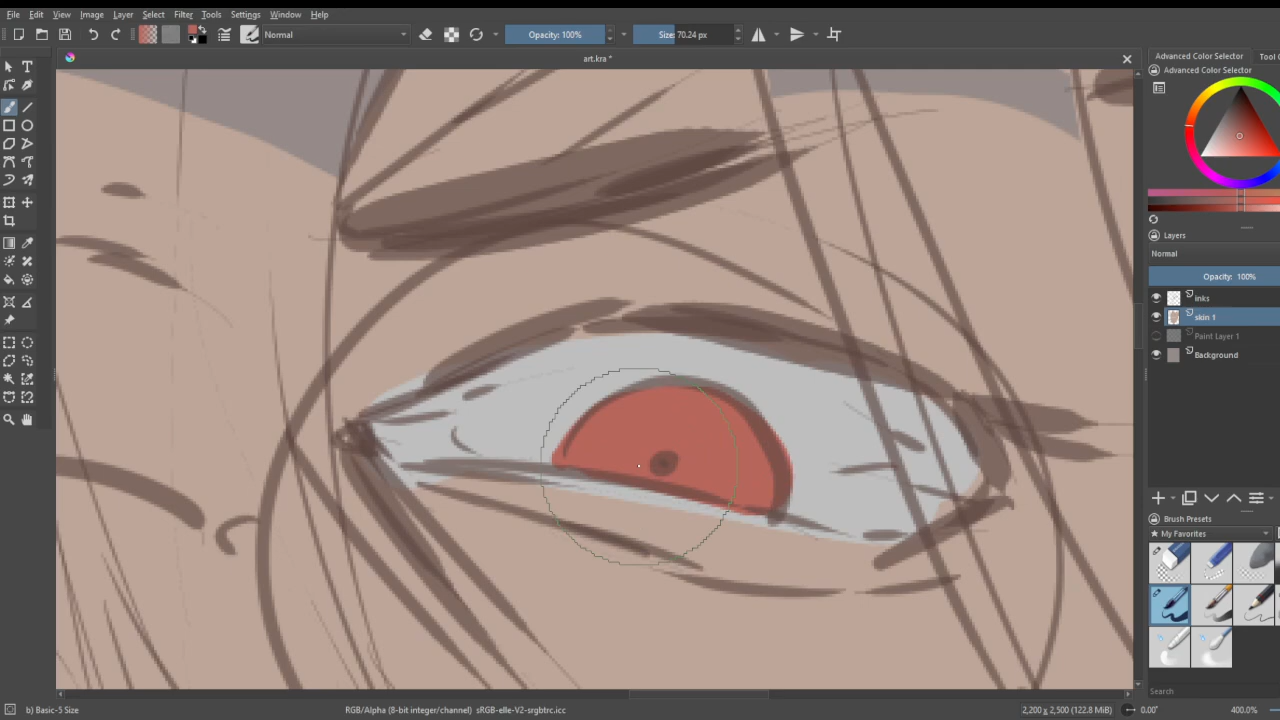 File Edit View Image Layer Select Filter Tools Settings Window Help
Normal Opacity: 100% Size: 70.24 px
art.kra *
Advanced Color Selector Tool
Advanced Color Selector
Layers
Normal
Opacity: 100%
inks
skin 1
Paint Layer 1
Background
Brush Presets
My Favorites
Search
b) Basic-5 Size RGB/Alpha (8-bit integer/channel) sRGB-elle-V2-srgbtrc.icc 2,200 x 2,500 (122.8 MiB) 0.00° 400.0%